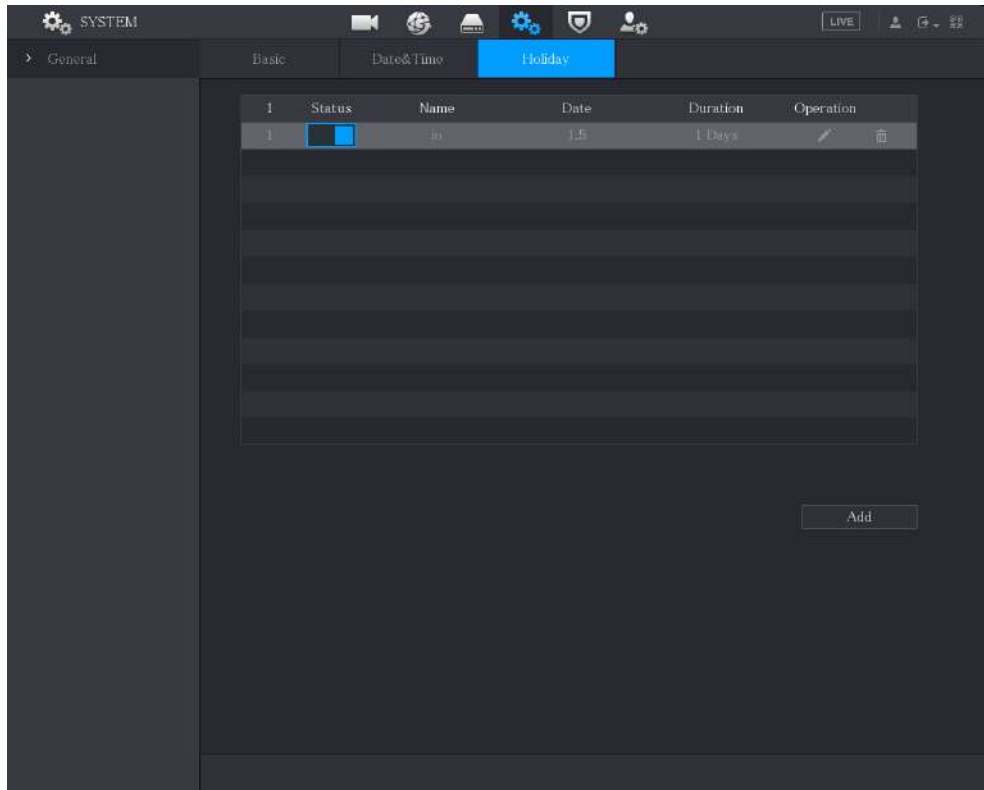 SYSTEM LIVE
General Basic Date&Time Holiday
1 Status Name Date Duration Operation
1 io 1.5 1 Days
Add